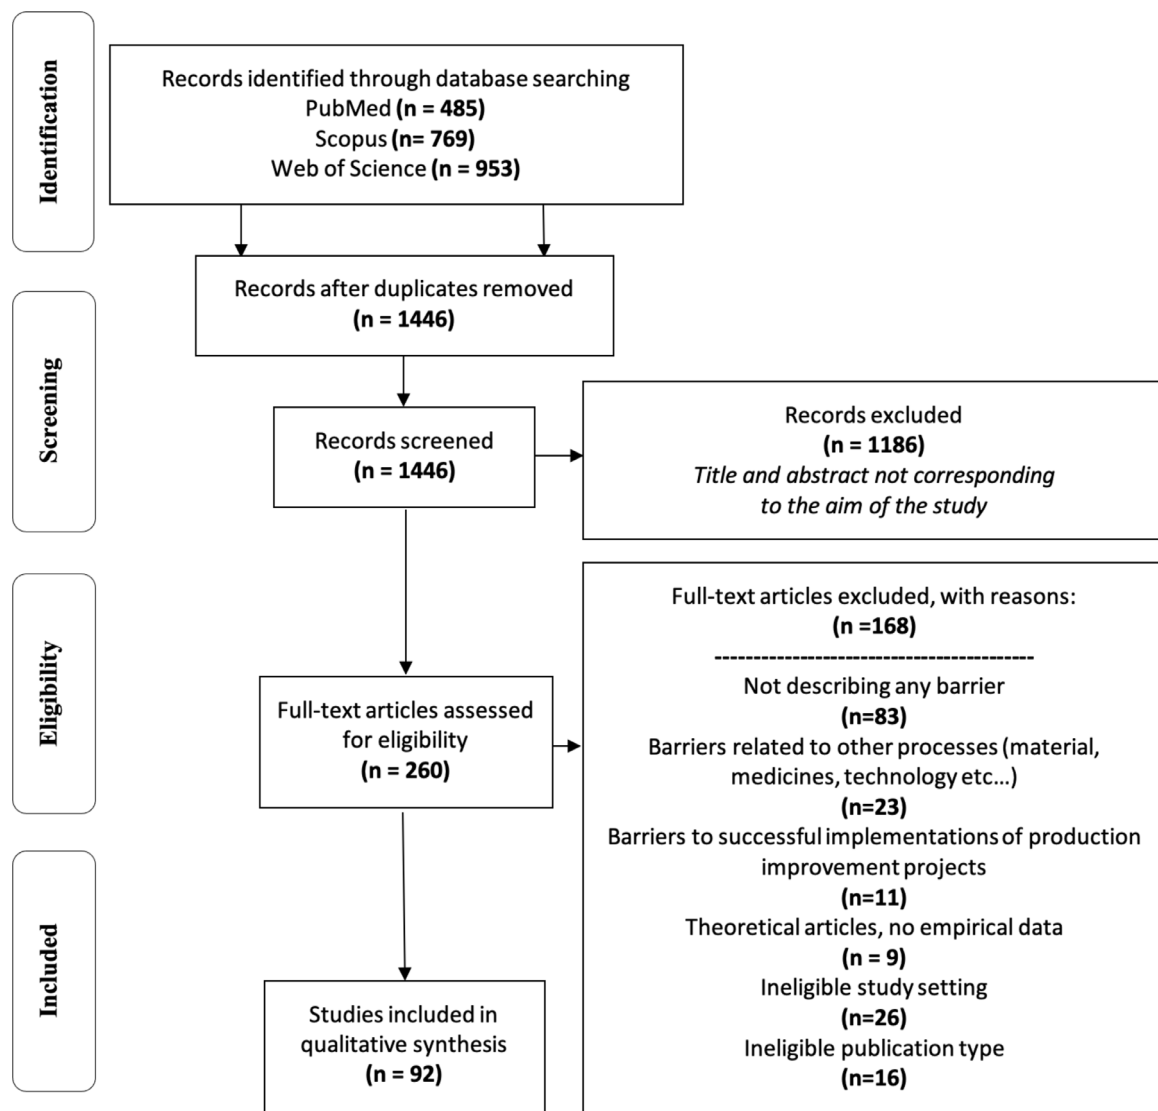 Identification
Records identified through database searching
PubMed (n = 485)
Scopus (n= 769)
Web of Science (n = 953)
Records after duplicates removed
(n = 1446)
Screening
Records screened
(n = 1446)
Records excluded
(n = 1186)
Title and abstract not corresponding
to the aim of the study
Eligibility
Full-text articles assessed
for eligibility
(n = 260)
Full-text articles excluded, with reasons:
(n =168)
-----------------------------------------
Not describing any barrier
(n=83)
Barriers related to other processes (material,
medicines, technology etc...)
(n=23)
Barriers to successful implementations of production
improvement projects
(n=11)
Theoretical articles, no empirical data
(n = 9)
Ineligible study setting
(n=26)
Ineligible publication type
(n=16)
Included
Studies included in
qualitative synthesis
(n = 92)